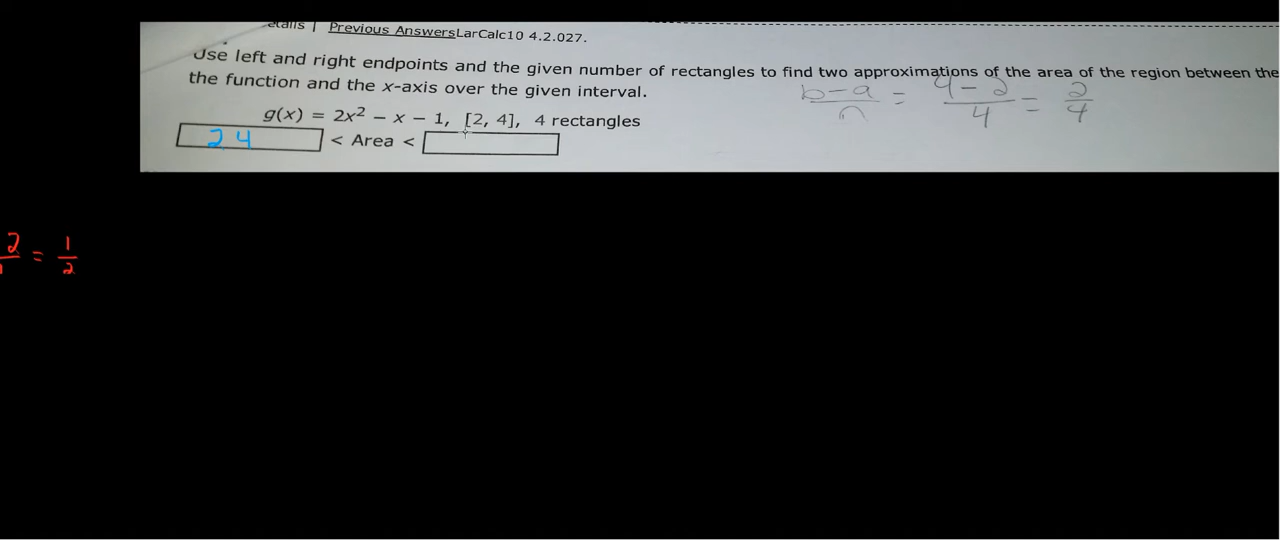 etails | Previous AnswersLarCalc10 4.2.027.
Use left and right endpoints and the given number of rectangles to find two approximations of the area of the region between the
the function and the x-axis over the given interval.
b-a/n = 4-2/4 = 2/4
g(x) = 2x² − x − 1, [2, 4], 4 rectangles
24 < Area <
2 = 1/2